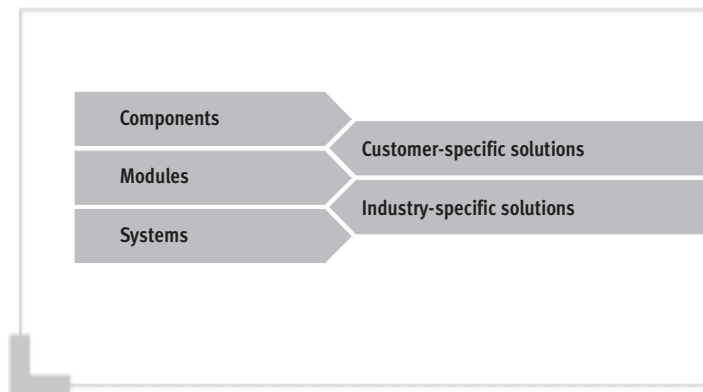 Components
Modules
Systems
Customer-specific solutions
Industry-specific solutions